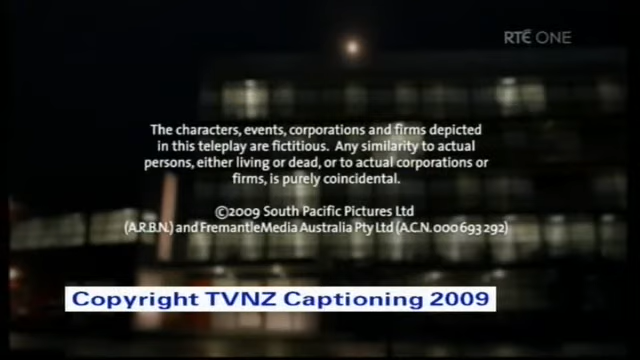 RTÉ ONE
The characters, events, corporations and firms depicted
in this teleplay are fictitious. Any similarity to actual
persons, either living or dead, or to actual corporations or
firms, is purely coincidental.
©2009 South Pacific Pictures Ltd
(A.R.B.N.) and FremantleMedia Australia Pty Ltd (A.C.N. 000 693 292)
Copyright TVNZ Captioning 2009